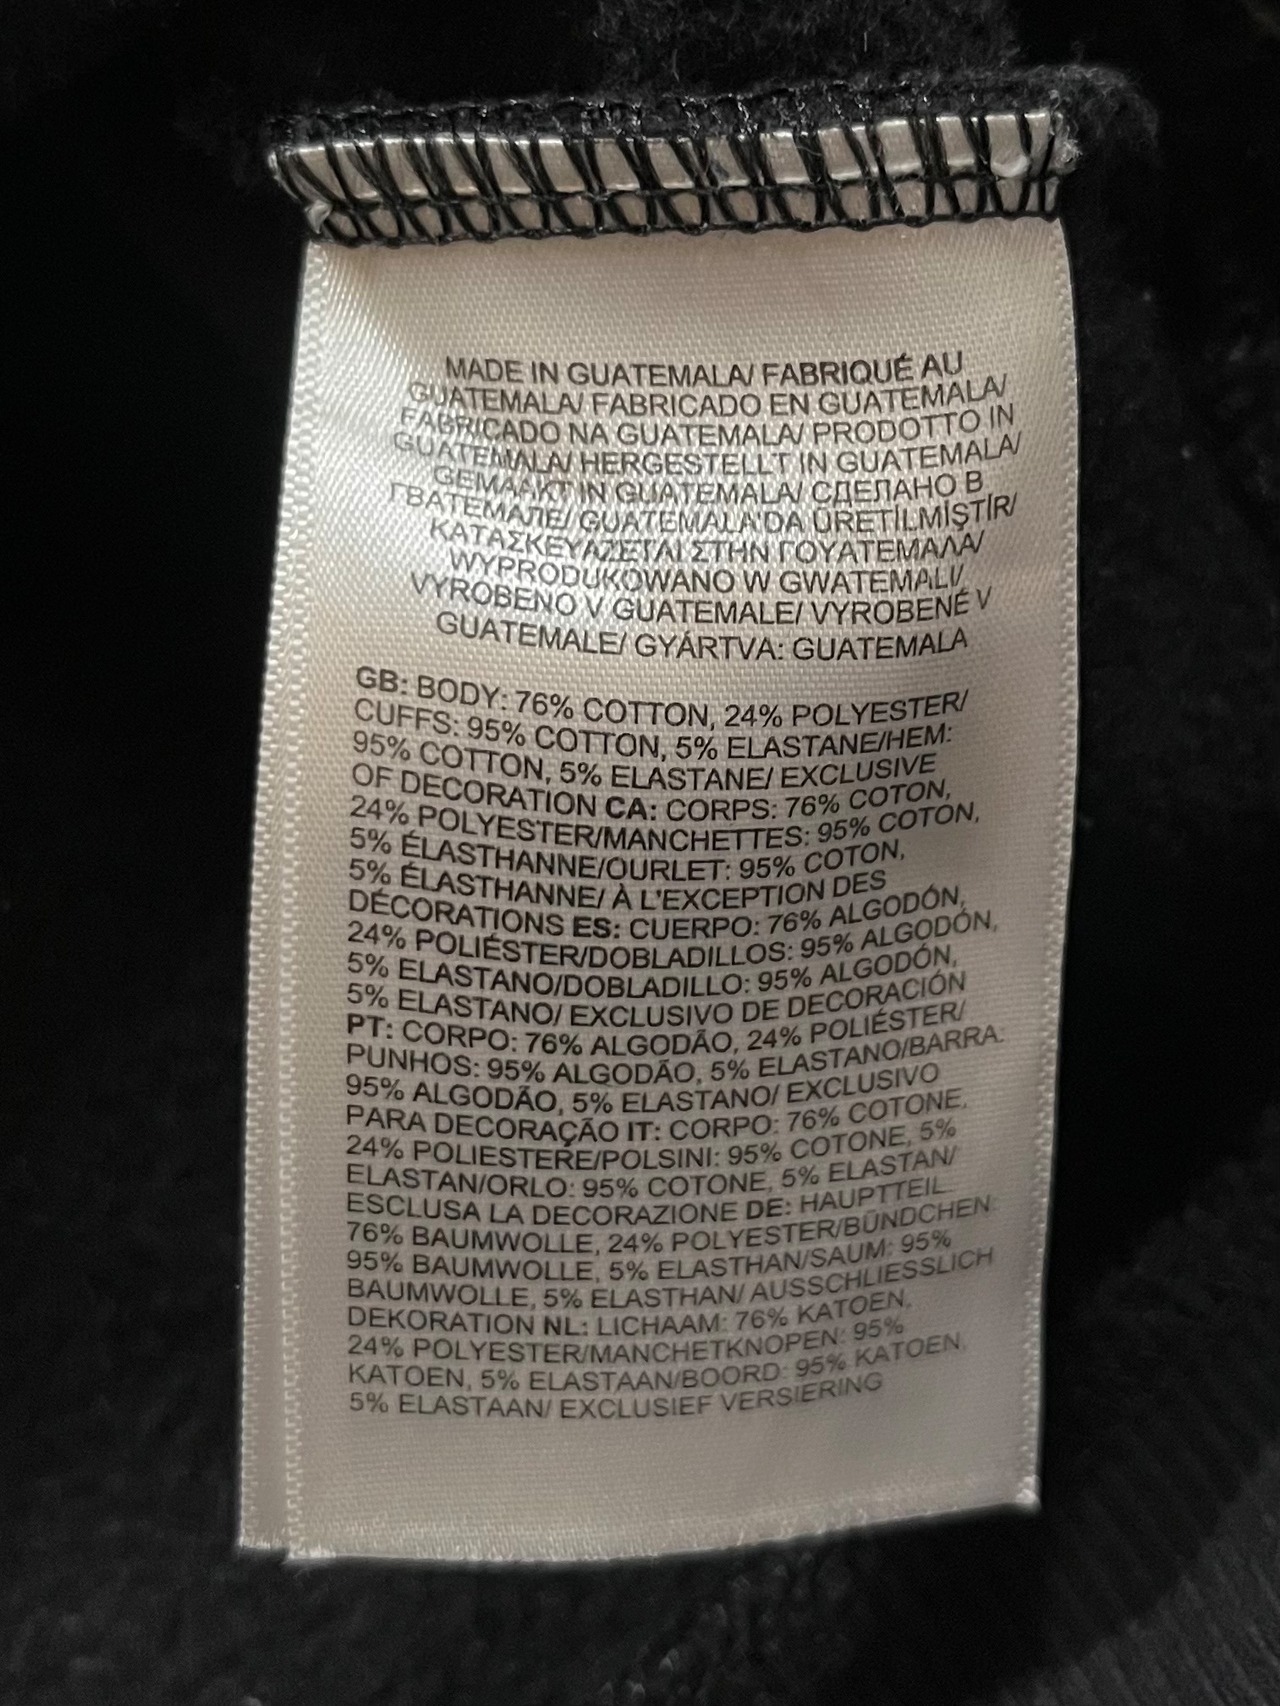 MADE IN GUATEMALA/ FABRIQUÉ AU
GUATEMALA/ FABRICADO EN GUATEMALA/
FABRICADO NA GUATEMALA/ PRODOTTO IN
GUATEMALA/ HERGESTELLT IN GUATEMALA/
GEMAAKT IN GUATEMALA/ СДЕЛАНО В
ГВАТЕМАЛЕ/ GUATEMALA'DA ÜRETİLMİŞTİR/
ΚΑΤΑΣΚΕΥΑΖΕΤΑΙ ΣΤΗΝ ΓΟΥΑΤΕΜΑΛΑ/
WYPRODUKOWANO W GWATEMALI/
VYROBENO V GUATEMALE/ VYROBENÉ V
GUATEMALE/ GYÁRTVA: GUATEMALA
GB: BODY: 76% COTTON, 24% POLYESTER/
CUFFS: 95% COTTON, 5% ELASTANE/HEM:
95% COTTON, 5% ELASTANE/ EXCLUSIVE
OF DECORATION CA: CORPS: 76% COTON,
24% POLYESTER/MANCHETTES: 95% COTON,
5% ÉLASTHANNE/OURLET: 95% COTON,
5% ÉLASTHANNE/ À L'EXCEPTION DES
DÉCORATIONS ES: CUERPO: 76% ALGODÓN,
24% POLIÉSTER/DOBLADILLOS: 95% ALGODÓN,
5% ELASTANO/DOBLADILLO: 95% ALGODÓN,
5% ELASTANO/ EXCLUSIVO DE DECORACIÓN
PT: CORPO: 76% ALGODÃO, 24% POLIÉSTER/
PUNHOS: 95% ALGODÃO, 5% ELASTANO/BARRA:
95% ALGODÃO, 5% ELASTANO/ EXCLUSIVO
PARA DECORAÇÃO IT: CORPO: 76% COTONE,
24% POLIESTERE/POLSINI: 95% COTONE, 5%
ELASTAN/ORLO: 95% COTONE, 5% ELASTAN/
ESCLUSA LA DECORAZIONE DE: HAUPTTEIL:
76% BAUMWOLLE, 24% POLYESTER/BÜNDCHEN:
95% BAUMWOLLE, 5% ELASTHAN/SAUM: 95%
BAUMWOLLE, 5% ELASTHAN/ AUSSCHLIESSLICH
DEKORATION NL: LICHAAM: 76% KATOEN,
24% POLYESTER/MANCHETKNOPEN: 95%
KATOEN, 5% ELASTAAN/BOORD: 95% KATOEN,
5% ELASTAAN/ EXCLUSIEF VERSIERING